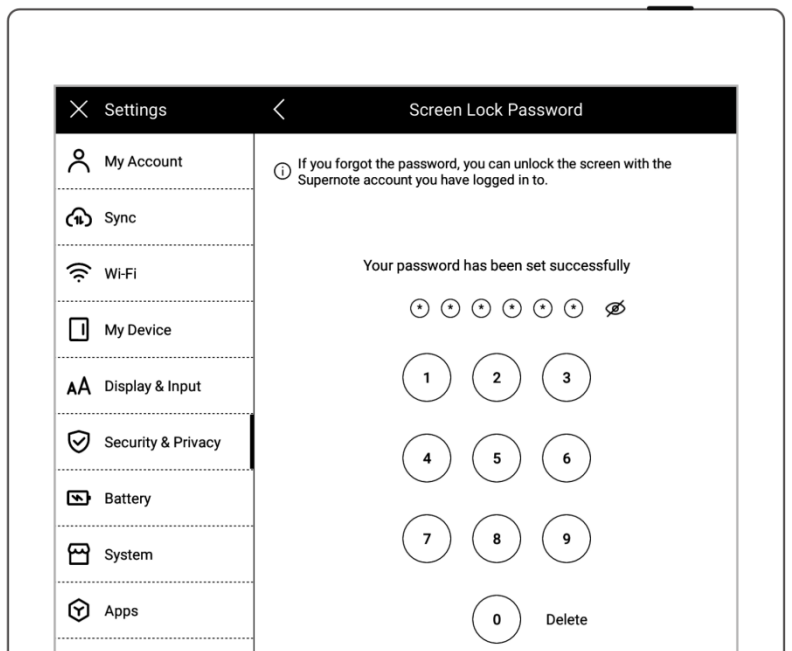 Settings
Screen Lock Password
My Account
Sync
Wi-Fi
My Device
Display & Input
Security & Privacy
Battery
System
Apps
If you forgot the password, you can unlock the screen with the
Supernote account you have logged in to.
Your password has been set successfully
* * * * * *
1 2 3
4 5 6
7 8 9
0 Delete